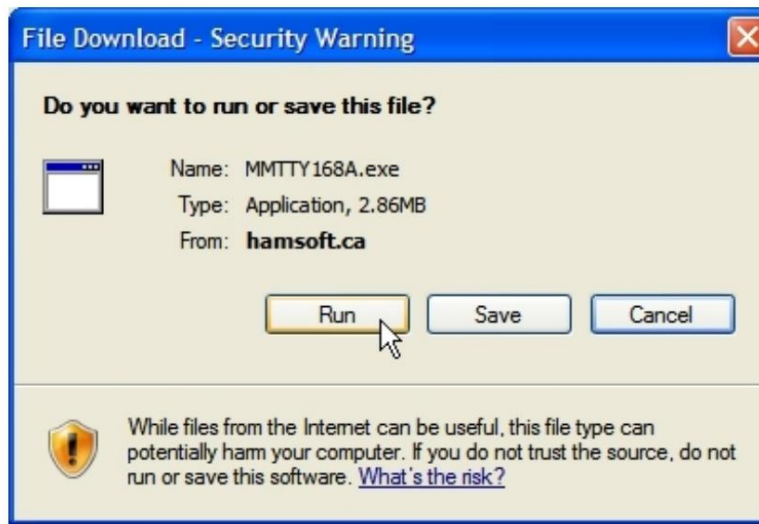 File Download - Security Warning
Do you want to run or save this file?
Name: MMTTY168A.exe
Type: Application, 2.86MB
From: hamsoft.ca
Run Save Cancel
While files from the Internet can be useful, this file type can
potentially harm your computer. If you do not trust the source, do not
run or save this software. What's the risk?